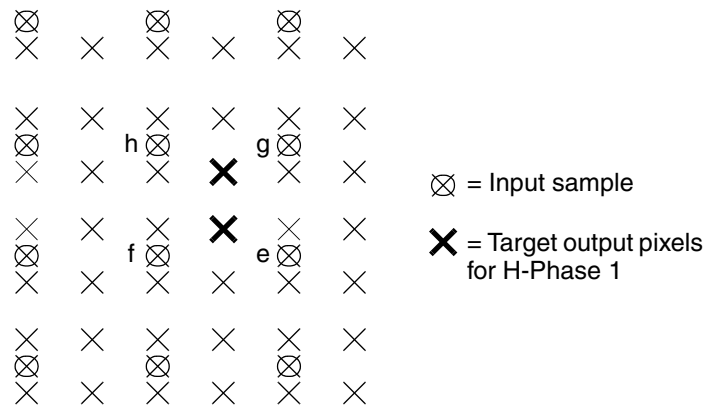 h
g
= Input sample
= Target output pixels
for H-Phase 1
f
e